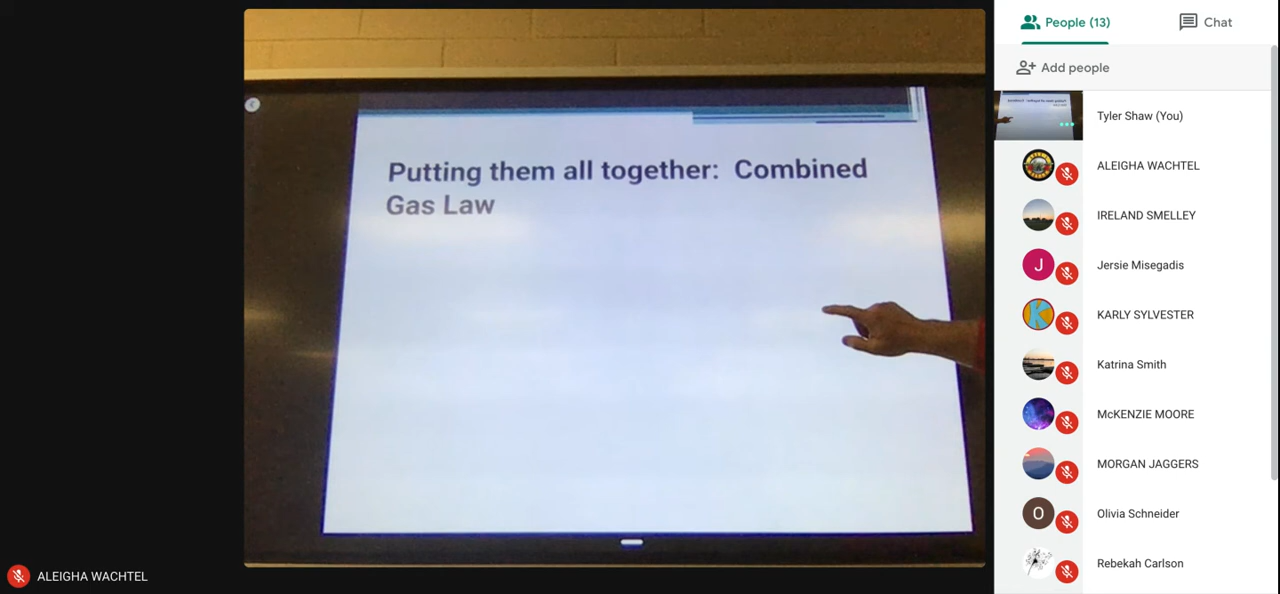 Putting them all together: Combined
Gas Law
ALEIGHA WACHTEL
People (13)
Chat
Add people
Tyler Shaw (You)
ALEIGHA WACHTEL
IRELAND SMELLEY
J
Jersie Misegadis
K
KARLY SYLVESTER
Katrina Smith
McKENZIE MOORE
MORGAN JAGGERS
O
Olivia Schneider
Rebekah Carlson